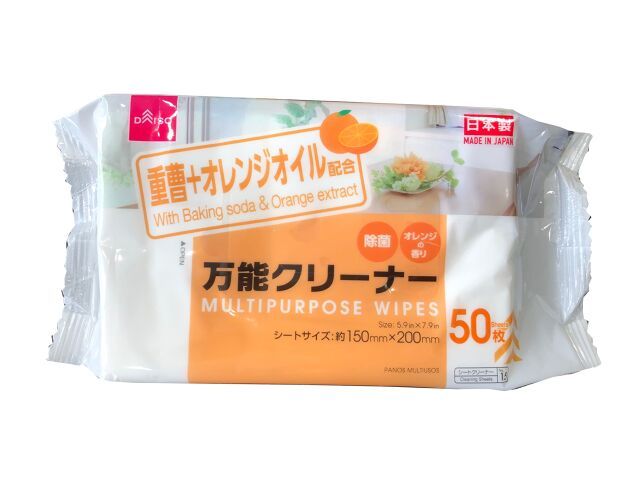 DAISO
日本製
MADE IN JAPAN
重曹+オレンジオイル配合
With Baking soda & Orange extract
除菌
オレンジの香り
▲OPEN
万能クリーナー
MULTIPURPOSE WIPES
Size: 5.9in×7.9in
シートサイズ:約150mm×200mm
50 Sheets 枚
PANOS MULTIUSOS
シートクリーナー
Cleaning Sheets